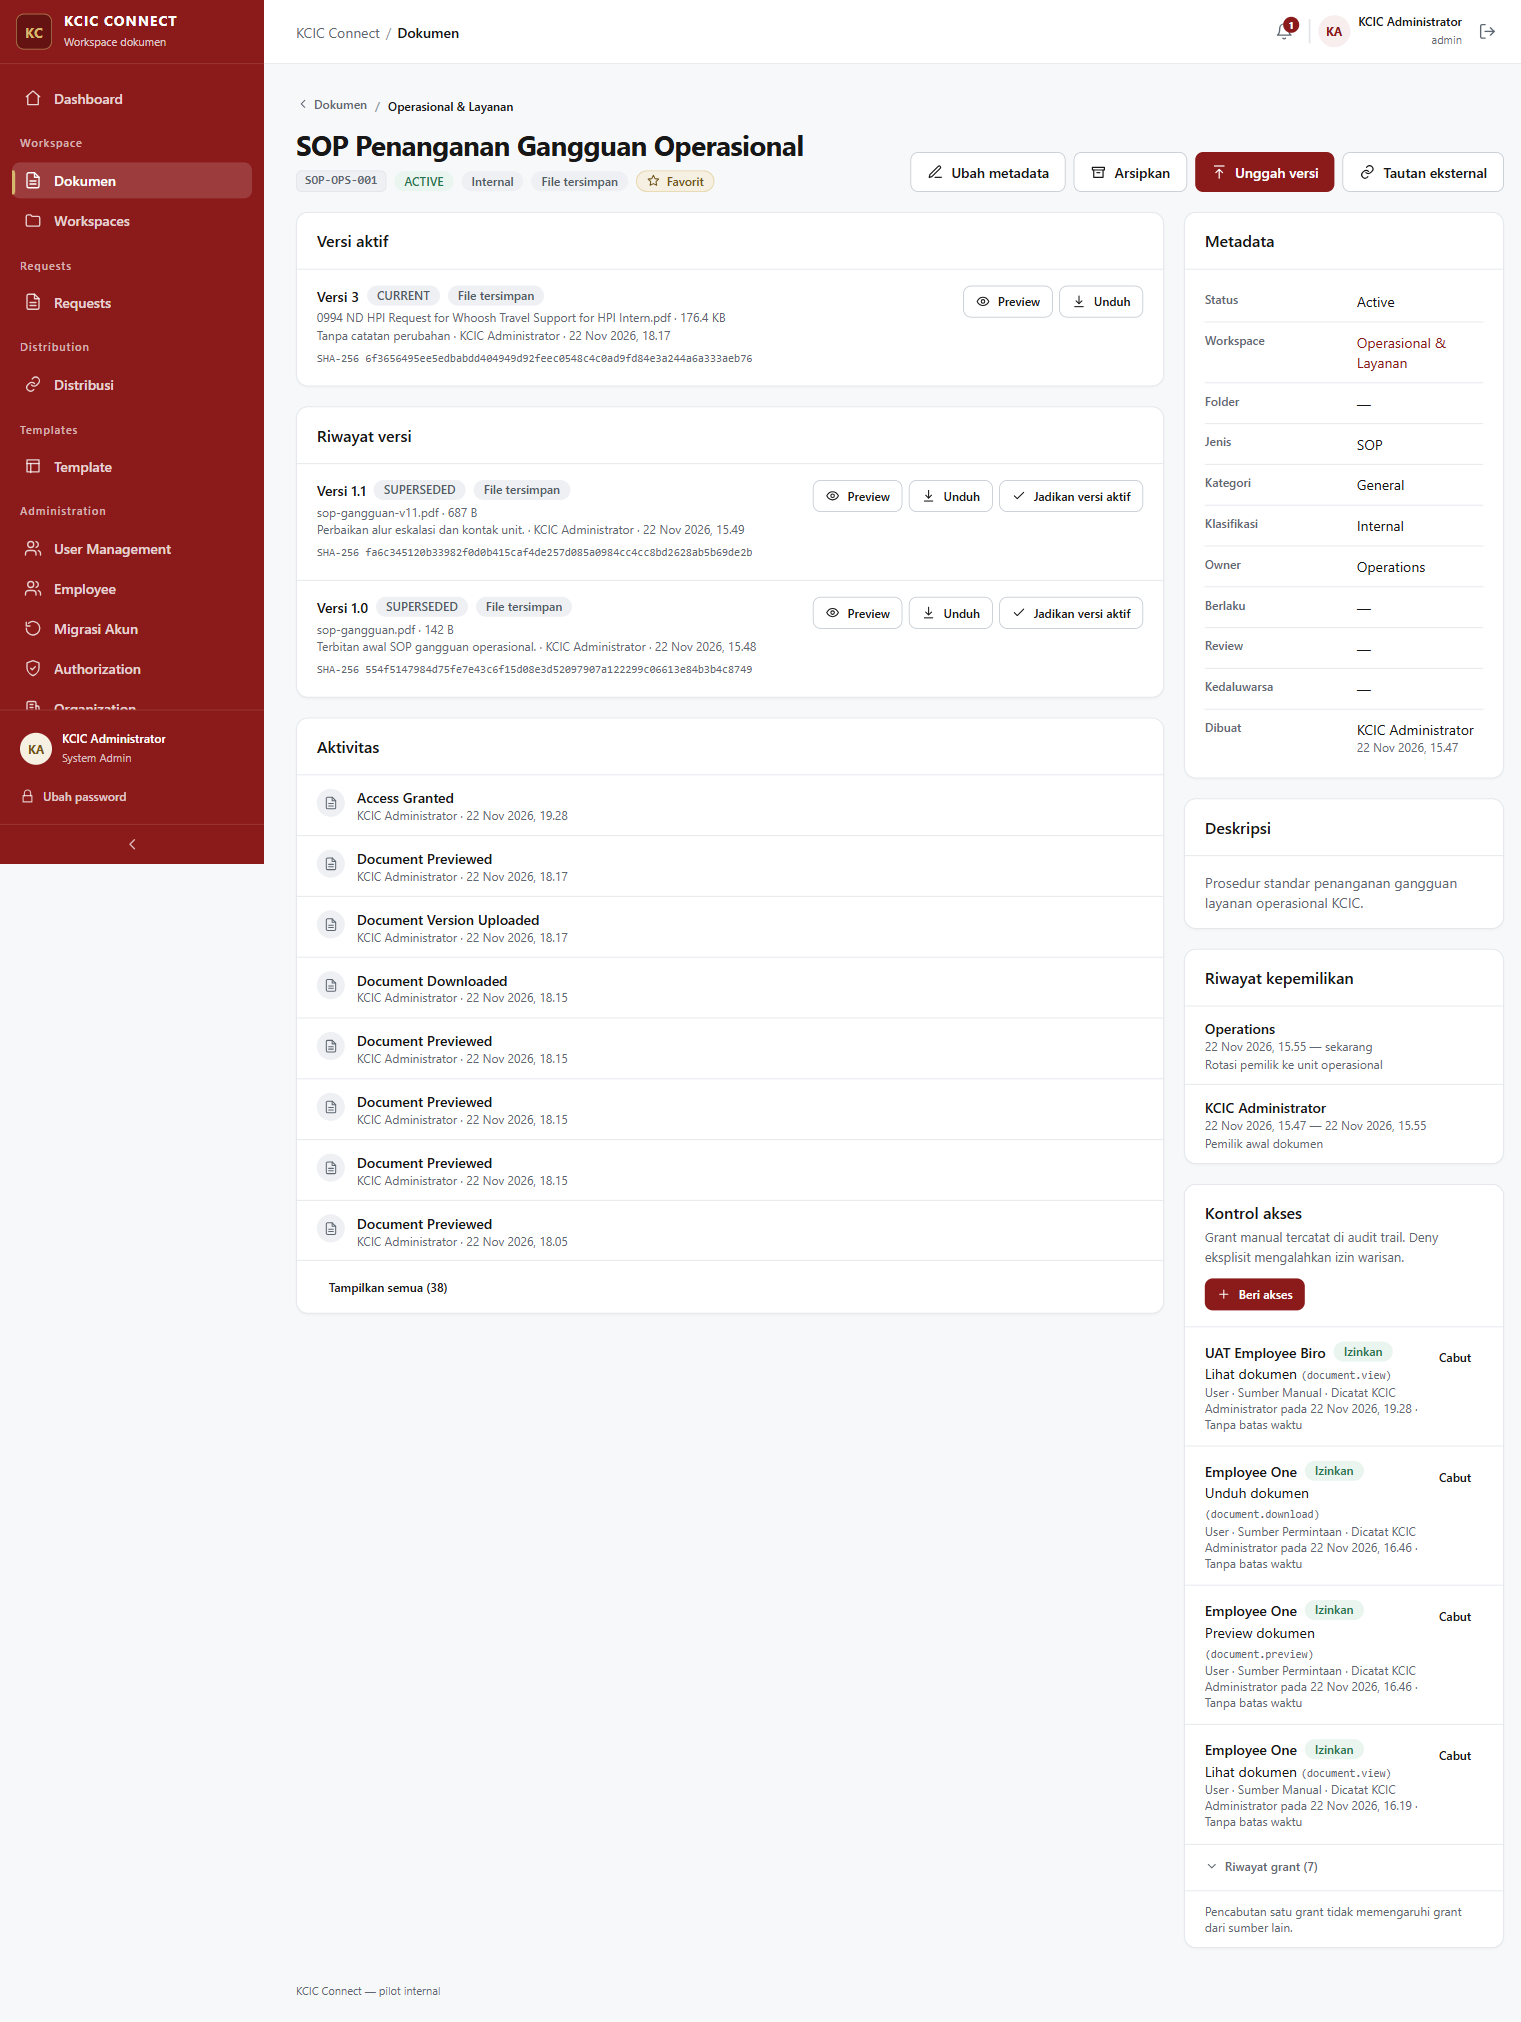 KC
KCIC CONNECT
Workspace dokumen
Dashboard
Workspace
Dokumen
Workspaces
Requests
Requests
Distribution
Distribusi
Templates
Template
Administration
User Management
Employee
Migrasi Akun
Authorization
Organization
KA
KCIC Administrator
System Admin
Ubah password
KCIC Connect / Dokumen
1
KA
KCIC Administrator
admin
Dokumen / Operasional & Layanan
SOP Penanganan Gangguan Operasional
SOP-OPS-001 ACTIVE Internal File tersimpan Favorit
Ubah metadata
Arsipkan
Unggah versi
Tautan eksternal
Versi aktif
Versi 3 CURRENT File tersimpan
0994 ND HPI Request for Whoosh Travel Support for HPI Intern.pdf · 176.4 KB
Tanpa catatan perubahan · KCIC Administrator · 22 Nov 2026, 18.17
SHA-256 6f3656495ee5edbabdd404949d92feec0548c4c0ad9fd84e3a244a6a333aeb76
Preview Unduh
Riwayat versi
Versi 1.1 SUPERSEDED File tersimpan
sop-gangguan-v11.pdf · 687 B
Perbaikan alur eskalasi dan kontak unit. · KCIC Administrator · 22 Nov 2026, 15.49
SHA-256 fa6c345120b33982f0d0b415caf4de257d085a0984cc4cc8bd2628ab5b69de2b
Preview Unduh Jadikan versi aktif
Versi 1.0 SUPERSEDED File tersimpan
sop-gangguan.pdf · 142 B
Terbitan awal SOP gangguan operasional. · KCIC Administrator · 22 Nov 2026, 15.48
SHA-256 554f5147984d75fe7e43c6f15d08e3d52097907a122299c06613e84b3b4c8749
Preview Unduh Jadikan versi aktif
Aktivitas
Access Granted
KCIC Administrator · 22 Nov 2026, 19.28
Document Previewed
KCIC Administrator · 22 Nov 2026, 18.17
Document Version Uploaded
KCIC Administrator · 22 Nov 2026, 18.17
Document Downloaded
KCIC Administrator · 22 Nov 2026, 18.15
Document Previewed
KCIC Administrator · 22 Nov 2026, 18.15
Document Previewed
KCIC Administrator · 22 Nov 2026, 18.15
Document Previewed
KCIC Administrator · 22 Nov 2026, 18.15
Document Previewed
KCIC Administrator · 22 Nov 2026, 18.05
Tampilkan semua (38)
Metadata
Status Active
Workspace Operasional &
Layanan
Folder —
Jenis SOP
Kategori General
Klasifikasi Internal
Owner Operations
Berlaku —
Review —
Kedaluwarsa —
Dibuat KCIC Administrator
22 Nov 2026, 15.47
Deskripsi
Prosedur standar penanganan gangguan
layanan operasional KCIC.
Riwayat kepemilikan
Operations
22 Nov 2026, 15.55 — sekarang
Rotasi pemilik ke unit operasional
KCIC Administrator
22 Nov 2026, 15.47 — 22 Nov 2026, 15.55
Pemilik awal dokumen
Kontrol akses
Grant manual tercatat di audit trail. Deny
eksplisit mengalahkan izin warisan.
Beri akses
UAT Employee Biro Izinkan Cabut
Lihat dokumen (document.view)
User · Sumber Manual · Dicatat KCIC
Administrator pada 22 Nov 2026, 19.28 ·
Tanpa batas waktu
Employee One Izinkan Cabut
Unduh dokumen
(document.download)
User · Sumber Permintaan · Dicatat KCIC
Administrator pada 22 Nov 2026, 16.46 ·
Tanpa batas waktu
Employee One Izinkan Cabut
Preview dokumen
(document.preview)
User · Sumber Permintaan · Dicatat KCIC
Administrator pada 22 Nov 2026, 16.46 ·
Tanpa batas waktu
Employee One Izinkan Cabut
Lihat dokumen (document.view)
User · Sumber Manual · Dicatat KCIC
Administrator pada 22 Nov 2026, 16.19 ·
Tanpa batas waktu
Riwayat grant (7)
Pencabutan satu grant tidak memengaruhi grant
dari sumber lain.
KCIC Connect — pilot internal